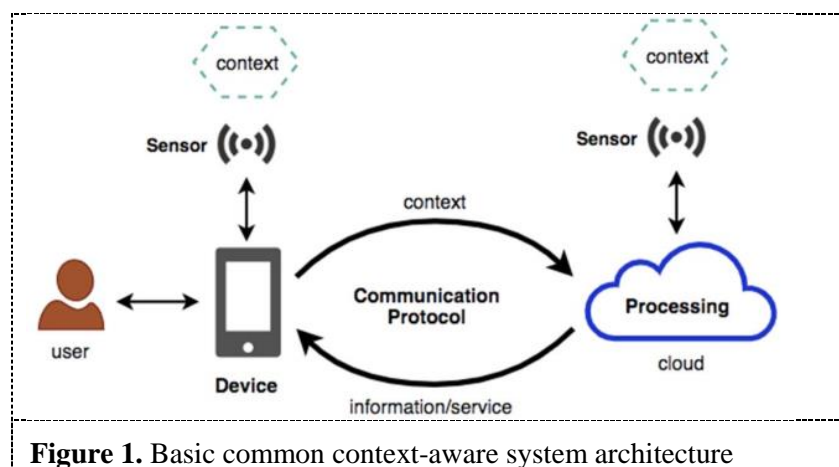 context
context
Sensor
Sensor
context
Communication
Protocol
Processing
user
cloud
Device
information/service
Figure 1. Basic common context-aware system architecture